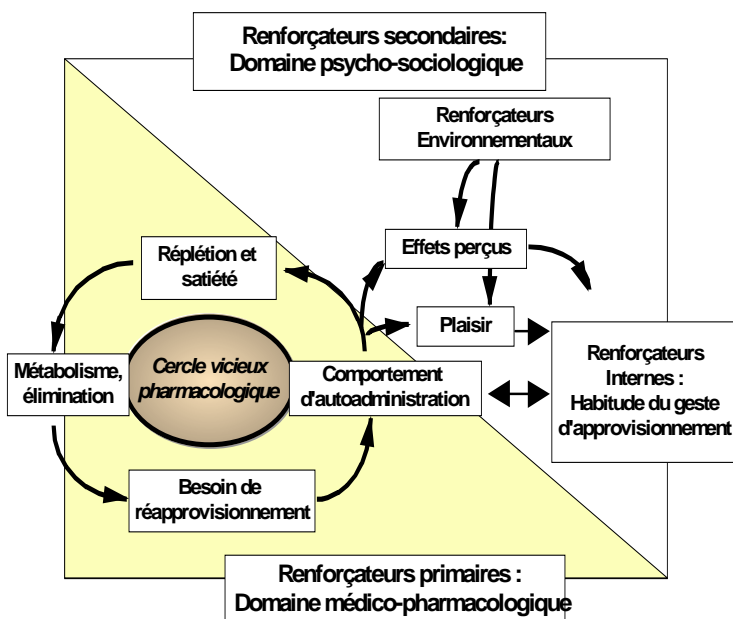 Renforçateurs secondaires:
Domaine psycho-sociologique
Renforçateurs
Environnementaux
Effets perçus
Réplétion et
satiété
Plaisir
Métabolisme,
élimination
Cercle vicieux
pharmacologique
Comportement
d'autoadministration
Renforçateurs
Internes :
Habitude du geste
d'approvisionnement
Besoin de
réapprovisionnement
Renforçateurs primaires :
Domaine médico-pharmacologique